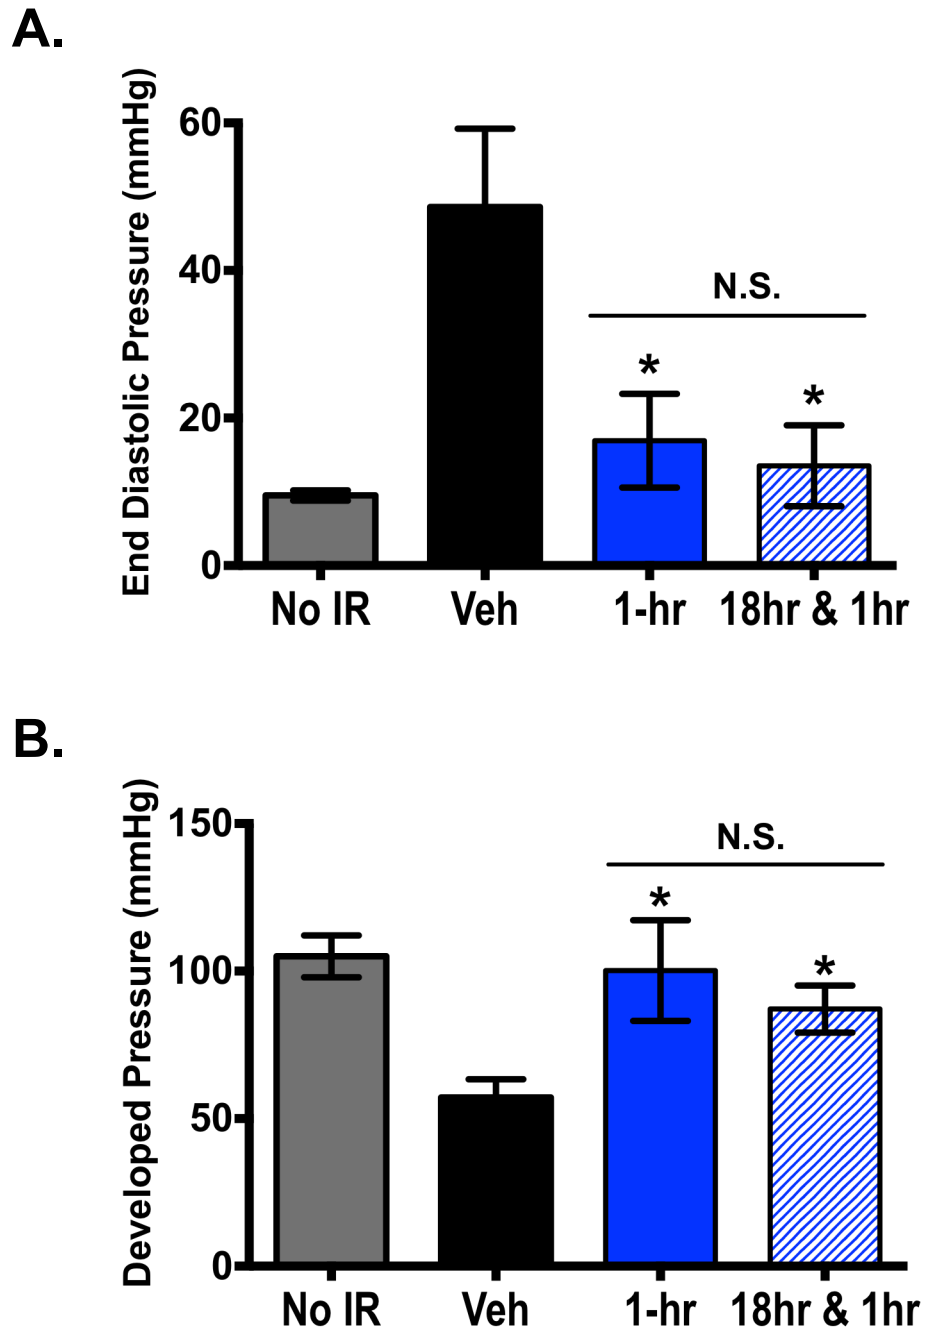 A.
End Diastolic Pressure (mmHg)
60
40
20
0
N.S.
*
*
No IR
Veh
1-hr
18hr & 1hr
B.
Developed Pressure (mmHg)
150
100
50
0
N.S.
*
*
No IR
Veh
1-hr
18hr & 1hr